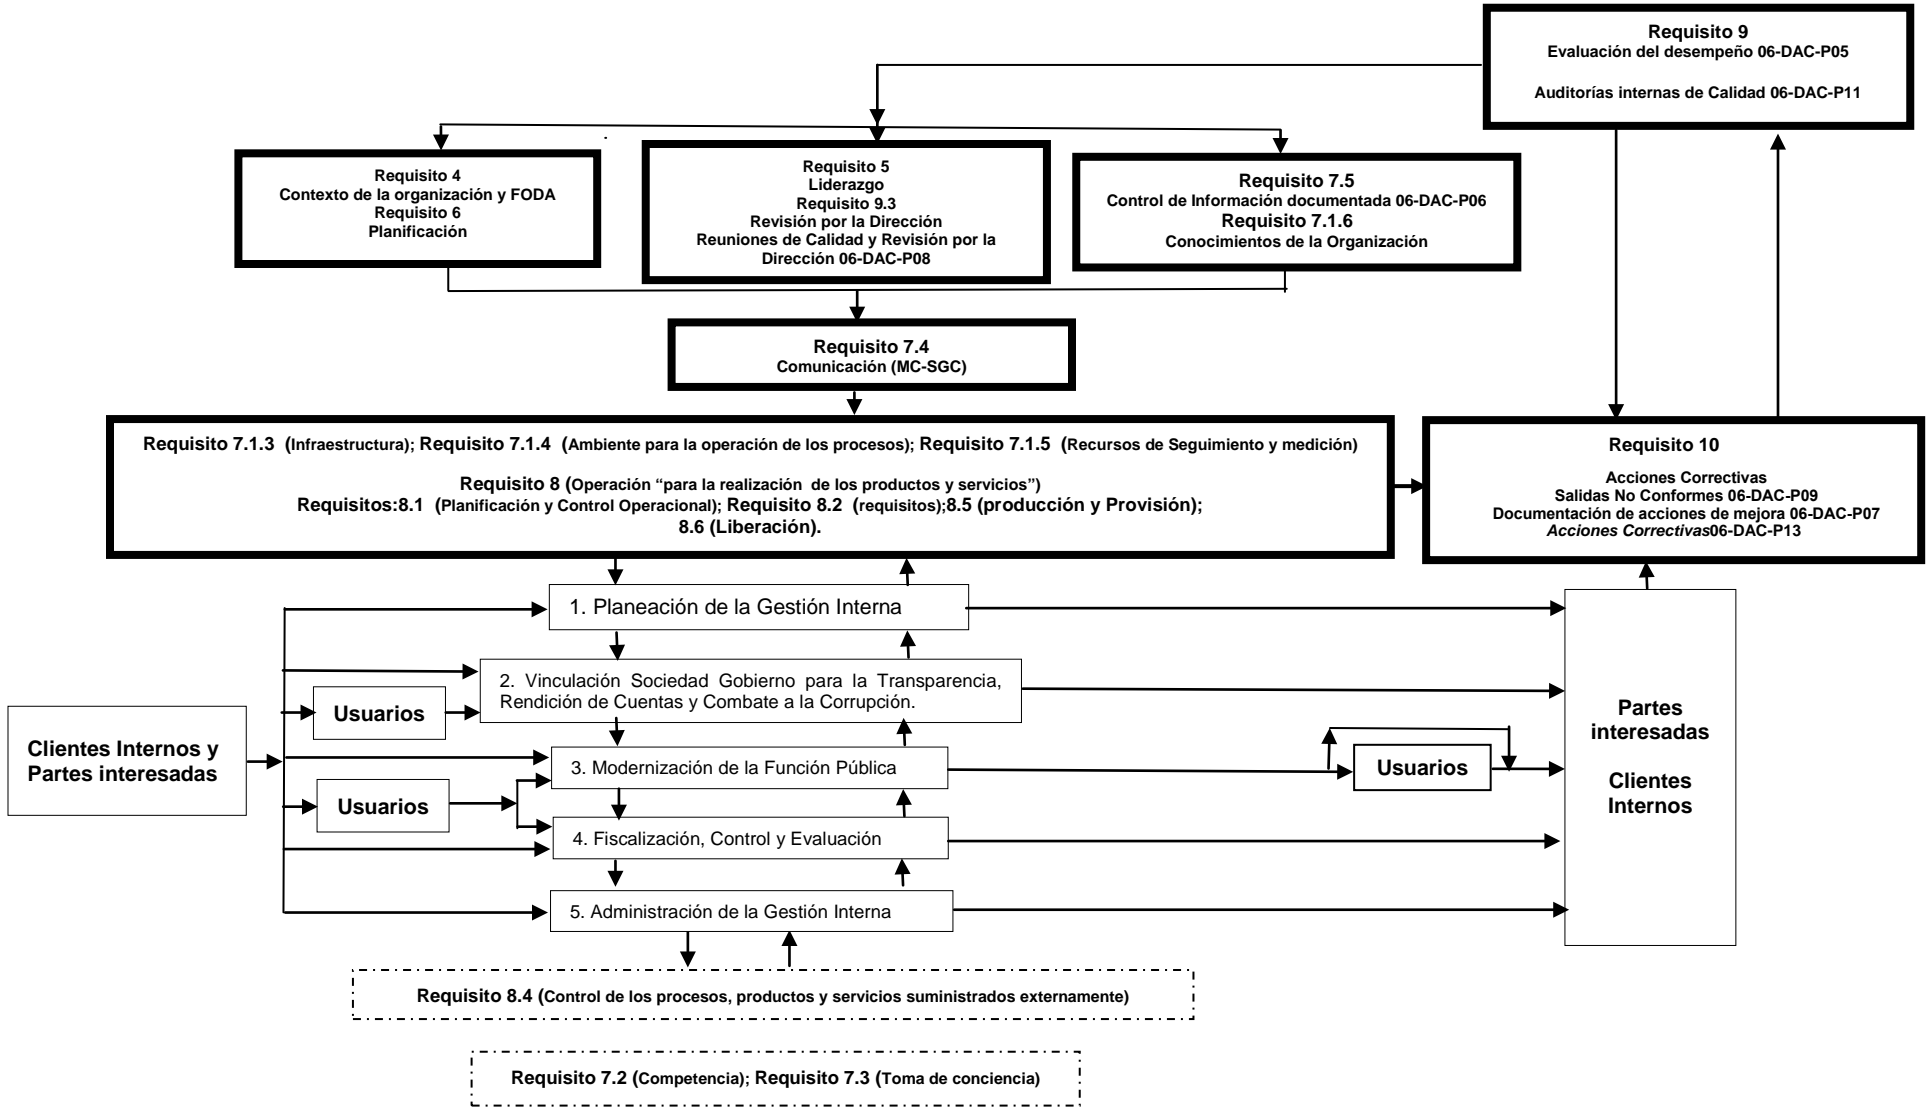 Requisito 9
Evaluación del desempeño 06-DAC-P05
Auditorías internas de Calidad 06-DAC-P11
Requisito 4
Contexto de la organización y FODA
Requisito 6
Planificación
Requisito 5
Liderazgo
Requisito 9.3
Revisión por la Dirección
Reuniones de Calidad y Revisión por la
Dirección 06-DAC-P08
Requisito 7.5
Control de Información documentada 06-DAC-P06
Requisito 7.1.6
Conocimientos de la Organización
Requisito 7.4
Comunicación (MC-SGC)
Requisito 7.1.3 (Infraestructura); Requisito 7.1.4 (Ambiente para la operación de los procesos); Requisito 7.1.5 (Recursos de Seguimiento y medición)
Requisito 8 (Operación “para la realización de los productos y servicios”)
Requisitos:8.1 (Planificación y Control Operacional); Requisito 8.2 (requisitos);8.5 (producción y Provisión);
8.6 (Liberación).
Requisito 10
Acciones Correctivas
Salidas No Conformes 06-DAC-P09
Documentación de acciones de mejora 06-DAC-P07
Acciones Correctivas06-DAC-P13
1. Planeación de la Gestión Interna
2. Vinculación Sociedad Gobierno para la Transparencia,
Rendición de Cuentas y Combate a la Corrupción.
Usuarios
Clientes Internos y
Partes interesadas
3. Modernización de la Función Pública
Usuarios
Usuarios
4. Fiscalización, Control y Evaluación
5. Administración de la Gestión Interna
Partes
interesadas
Clientes
Internos
Requisito 8.4 (Control de los procesos, productos y servicios suministrados externamente)
Requisito 7.2 (Competencia); Requisito 7.3 (Toma de conciencia)